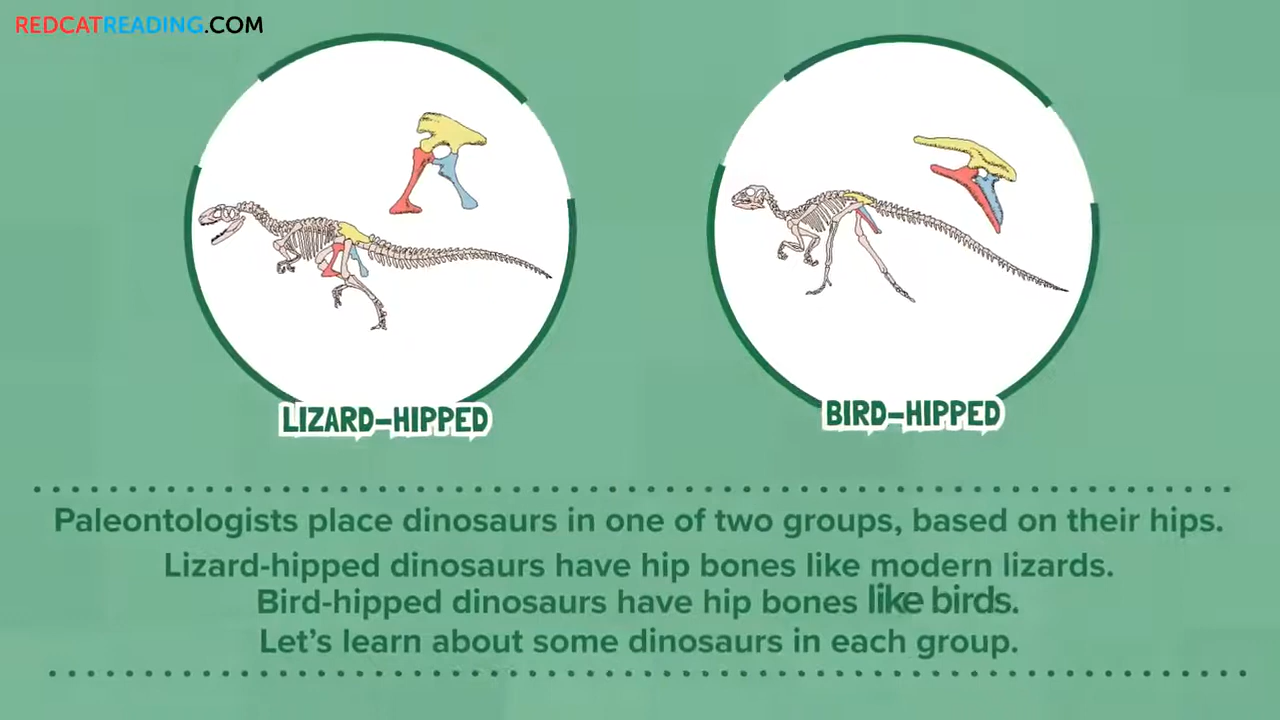 REDCATREADING.COM
LIZARD-HIPPED
BIRD-HIPPED
Paleontologists place dinosaurs in one of two groups, based on their hips.
Lizard-hipped dinosaurs have hip bones like modern lizards.
Bird-hipped dinosaurs have hip bones like birds.
Let’s learn about some dinosaurs in each group.